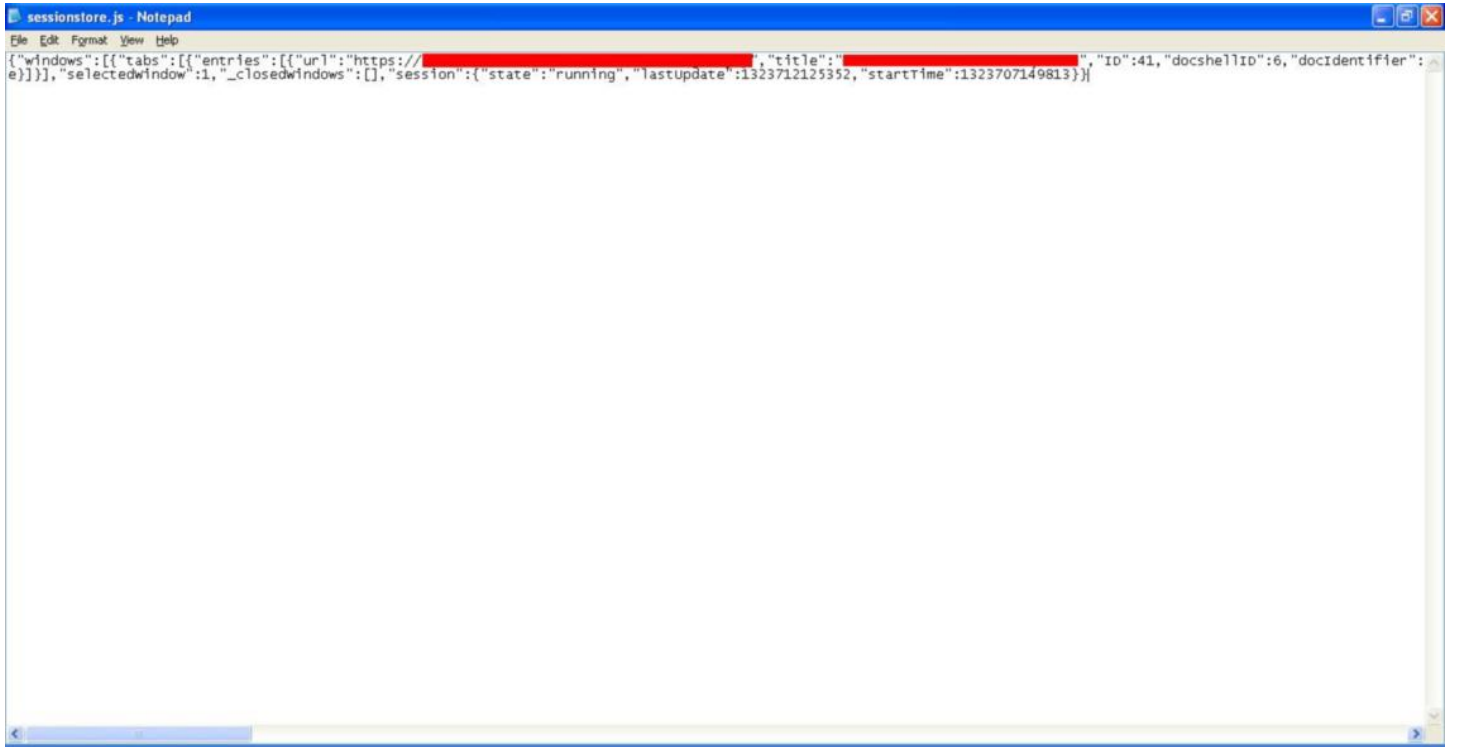 sessionstore.js - Notepad
File Edit Format View Help
{"windows":[{"tabs":[{"entries":[{"url":"https://","title":"","ID":41,"docshellID":6,"docIdentifier":
e}]}],"selectedWindow":1,"_closedWindows":[],"session":{"state":"running","lastUpdate":1323712125352,"startTime":1323707149813}}